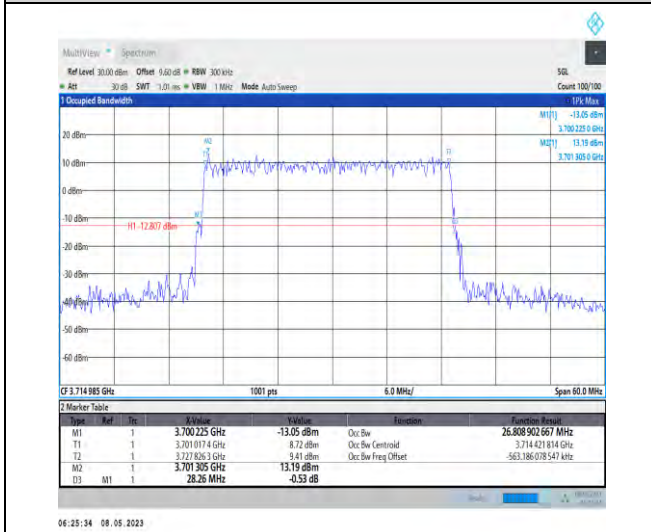 MultiView Spectrum
Ref Level 30.00 dBm Offset 9.60 dB RBW 300 kHz SGL
Att 30 dB SWT 1.01 ms VBW 1 MHz Mode Auto Sweep Count 100/100
1 Occupied Bandwidth 1Pk Max
M1[1] -13.05 dBm
3.700 225 0 GHz
M2[1] 13.19 dBm
3.701 305 0 GHz
20 dBm
M2
T1
T2
10 dBm
0 dBm
-10 dBm
M1
H1 -12.807 dBm
D3
-20 dBm
-30 dBm
-40 dBm
-50 dBm
-60 dBm
CF 3.714 985 GHz 1001 pts 6.0 MHz/ Span 60.0 MHz
2 Marker Table
Type Ref Trc X-Value Y-Value Function Function Result
M1 1 3.700 225 GHz -13.05 dBm Occ Bw 26.808 902 667 MHz
T1 1 3.701 017 4 GHz 8.72 dBm Occ Bw Centroid 3.714 421 814 GHz
T2 1 3.727 826 3 GHz 9.41 dBm Occ Bw Freq Offset -563.186 078 547 kHz
M2 1 3.701 305 GHz 13.19 dBm
D3 M1 1 28.26 MHz -0.53 dB
06:25:34 08.05.2023